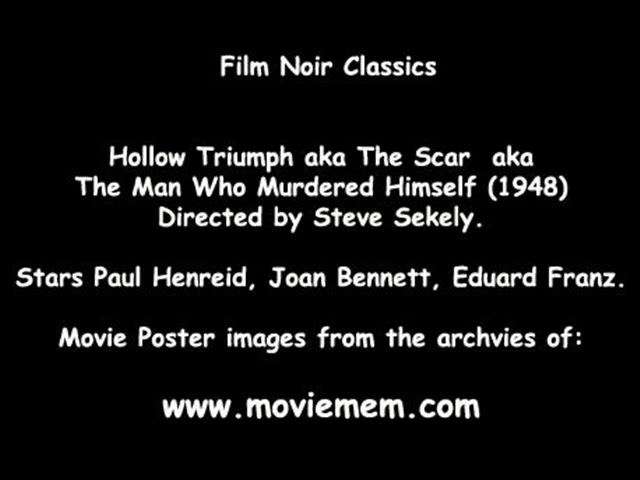 Film Noir Classics
Hollow Triumph aka The Scar aka
The Man Who Murdered Himself (1948)
Directed by Steve Sekely.
Stars Paul Henreid, Joan Bennett, Eduard Franz.
Movie Poster images from the archvies of:
www.moviemem.com